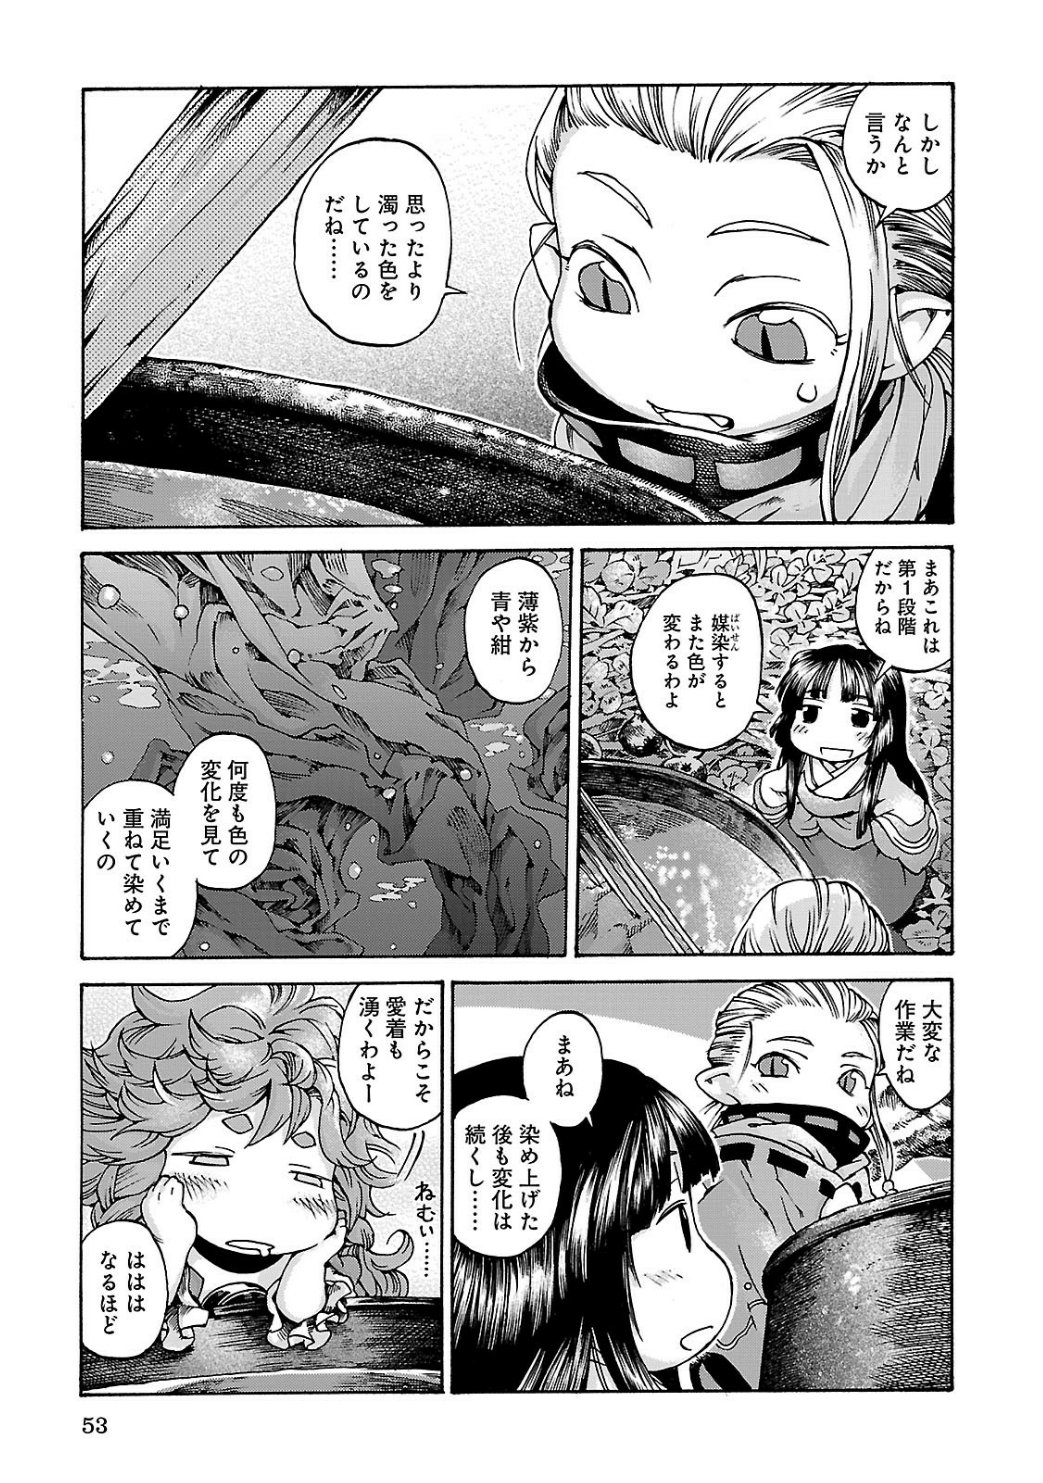 しかし
なんと
言うか
思ったより
濁った色を
しているの
だね……
まあこれは
第1段階
だからね
媒染すると
ばいせん
また色が
変わるわよ
薄紫から
青や紺
何度も色の
変化を見て
満足いくまで
重ねて染めて
いくの
大変な
作業だね
まあね
染め上げた
後も変化は
続くし……
だからこそ
愛着も
湧くわよー
ねむい……
ははは
なるほど
53